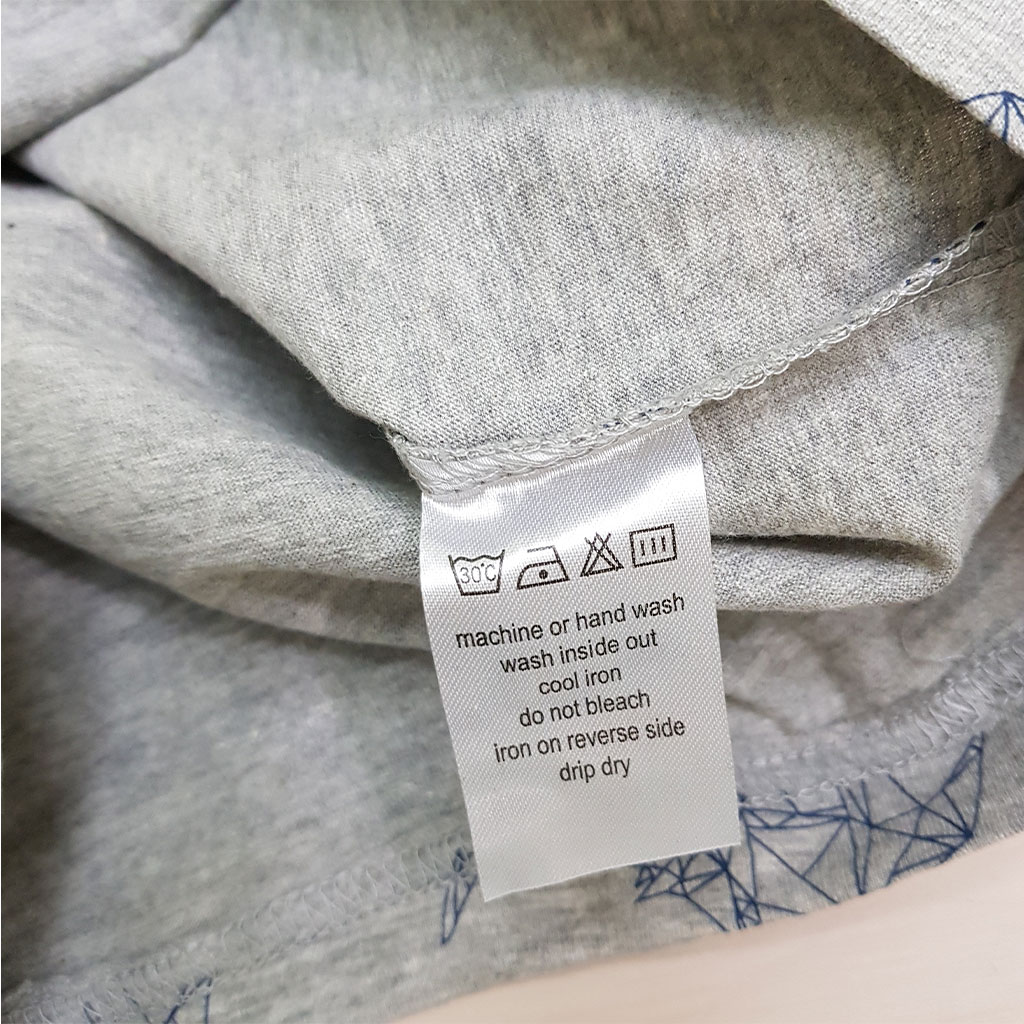 30°C
machine or hand wash
wash inside out
cool iron
do not bleach
iron on reverse side
drip dry